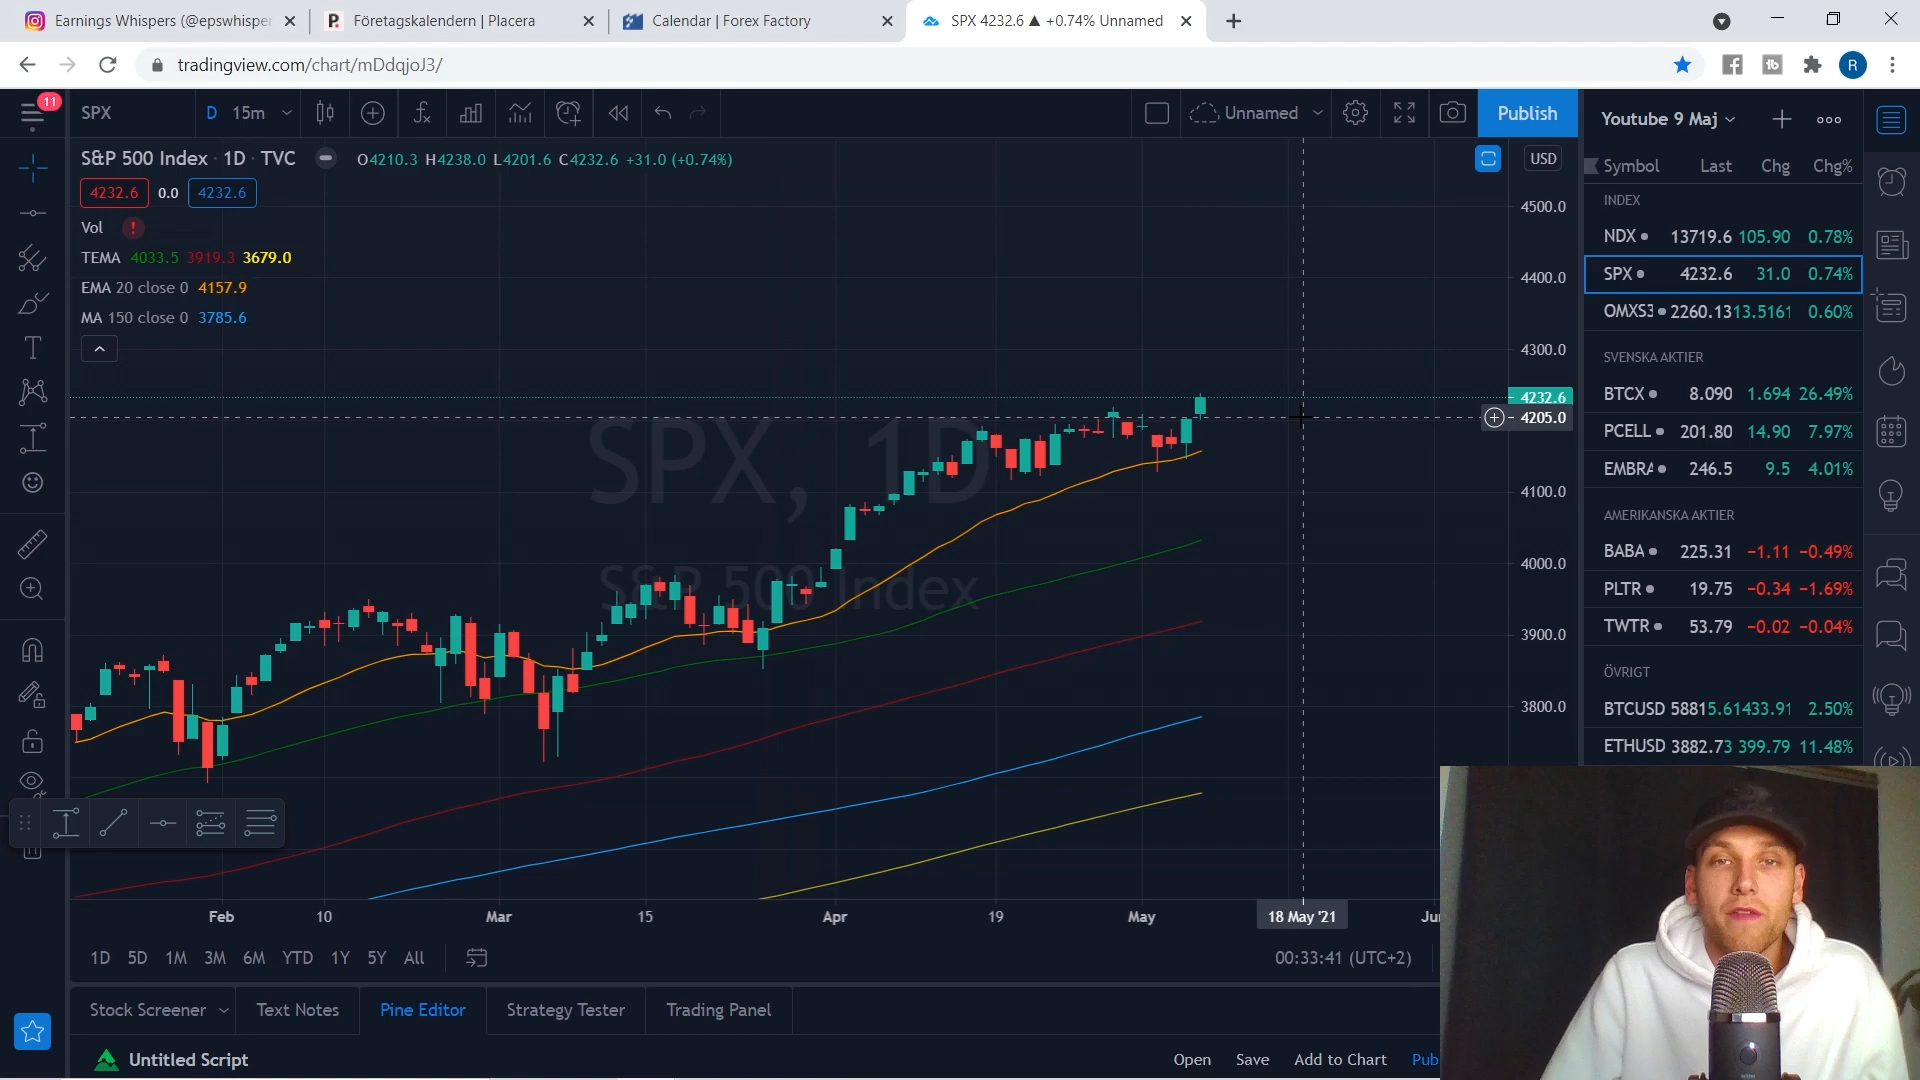 Earnings Whispers (@epswhisper
Företagskalendern | Placera
Calendar | Forex Factory
SPX 4232.6 ▲ +0.74% Unnamed
tradingview.com/chart/mDdqjoJ3/
11
SPX
D
15m
Unnamed
Publish
S&P 500 Index · 1D · TVC
O4210.3 H4238.0 L4201.6 C4232.6 +31.0 (+0.74%)
4232.6
0.0
4232.6
Vol
TEMA 4033.5 3919.3 3679.0
EMA 20 close 0 4157.9
MA 150 close 0 3785.6
SPX, 1D
S&P 500 Index
USD
4500.0
4400.0
4300.0
4232.6
4205.0
4100.0
4000.0
3900.0
3800.0
Feb
10
Mar
15
Apr
19
May
18 May '21
1D 5D 1M 3M 6M YTD 1Y 5Y All
00:33:41 (UTC+2)
Stock Screener
Text Notes
Pine Editor
Strategy Tester
Trading Panel
Untitled Script
Open
Save
Add to Chart
Pub
Youtube 9 Maj
Symbol Last Chg Chg%
INDEX
NDX 13719.6 105.90 0.78%
SPX 4232.6 31.0 0.74%
OMXS3 2260.13 13.5161 0.60%
SVENSKA AKTIER
BTCX 8.090 1.694 26.49%
PCELL 201.80 14.90 7.97%
EMBRA 246.5 9.5 4.01%
AMERIKANSKA AKTIER
BABA 225.31 −1.11 −0.49%
PLTR 19.75 −0.34 −1.69%
TWTR 53.79 −0.02 −0.04%
ÖVRIGT
BTCUSD 58815.61433.91 2.50%
ETHUSD 3882.73 399.79 11.48%
R